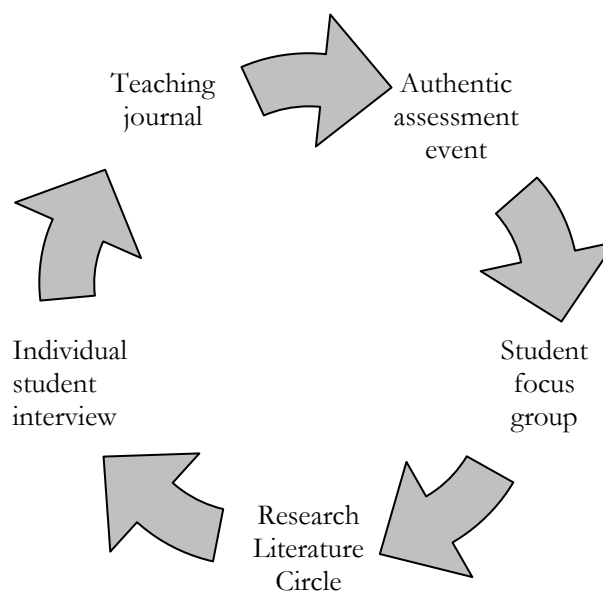 Teaching
journal
Authentic
assessment
event
Student
focus
group
Research
Literature
Circle
Individual
student
interview